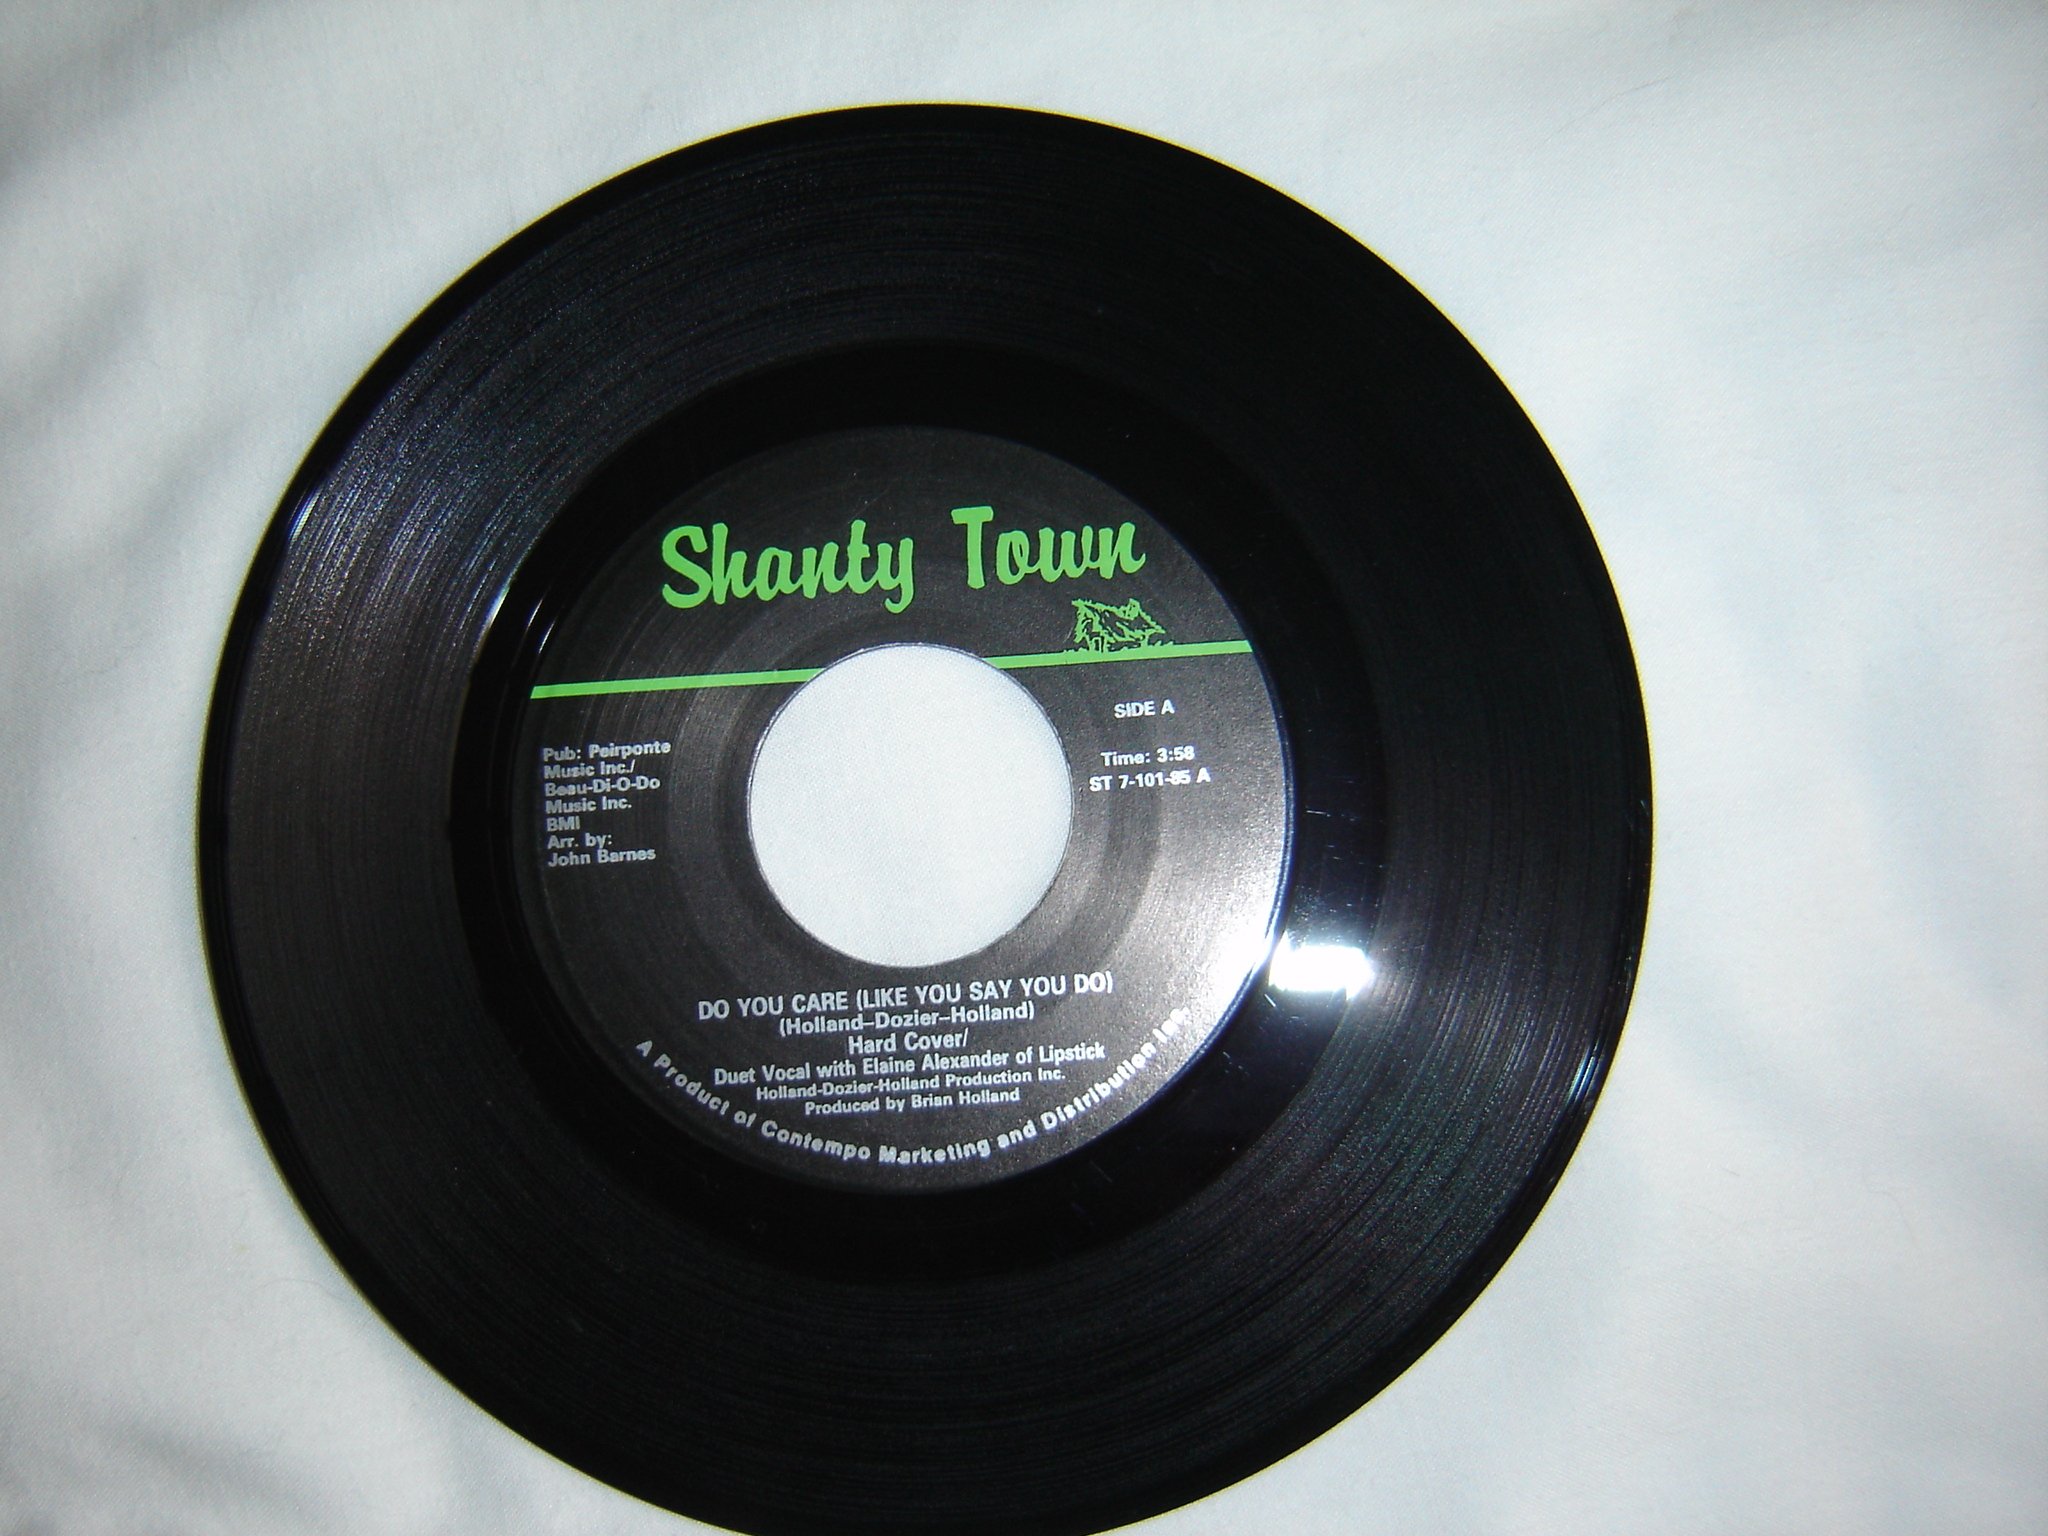 Shanty Town
SIDE A
Time: 3:58
ST 7-101-85 A
Pub: Peirponte
Music Inc./
Beau-Di-O-Do
Music Inc.
BMI
Arr. by:
John Barnes
DO YOU CARE (LIKE YOU SAY YOU DO)
(Holland–Dozier–Holland)
Hard Cover/
Duet Vocal with Elaine Alexander of Lipstick
Holland-Dozier-Holland Production Inc.
Produced by Brian Holland
A Product of Contempo Marketing and Distribution Inc.